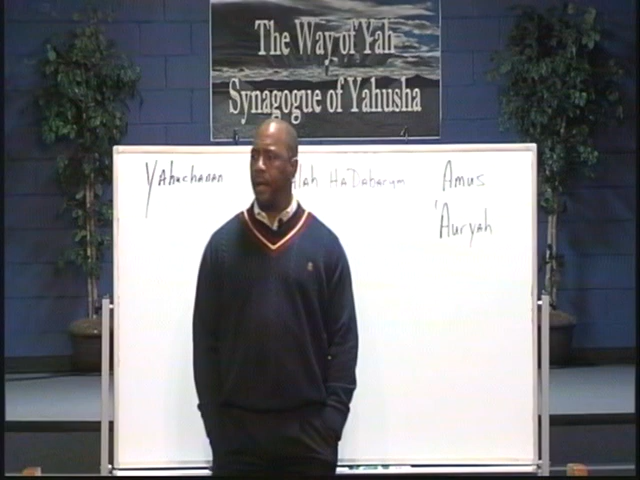 The Way of Yah
Synagogue of Yahusha
Yahuchanan HaDabarym Amus
'Auryah